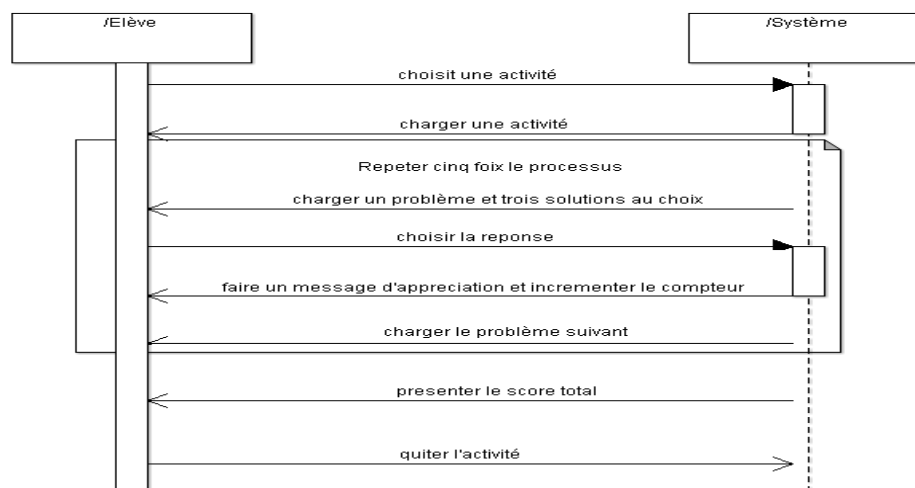 /Elève
/Système
choisit une activité
charger une activité
Repeter cinq foix le processus
charger un problème et trois solutions au choix
choisir la reponse
faire un message d'appreciation et incrementer le compteur
charger le problème suivant
presenter le score total
quiter l'activité